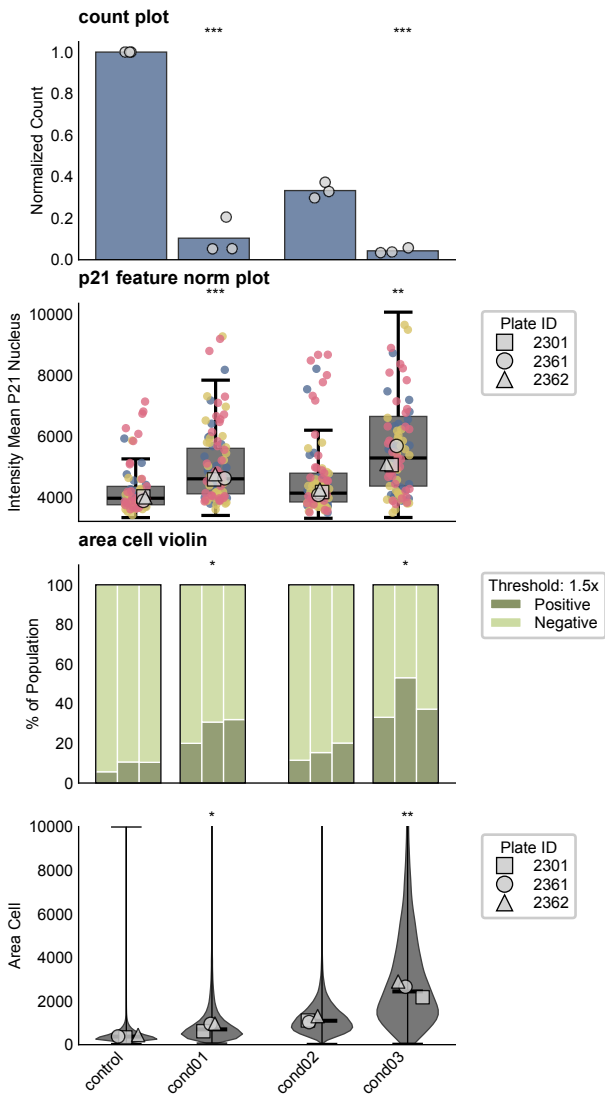 count plot
*** ***
1.0
0.8
0.6
0.4
0.2
0.0
Normalized Count
p21 feature norm plot
*** **
10000
8000
6000
4000
Intensity Mean P21 Nucleus
Plate ID
2301
2361
2362
area cell violin
* *
100
80
60
40
20
0
% of Population
Threshold: 1.5x
Positive
Negative
* **
10000
8000
6000
4000
2000
0
Area Cell
Plate ID
2301
2361
2362
control cond01 cond02 cond03